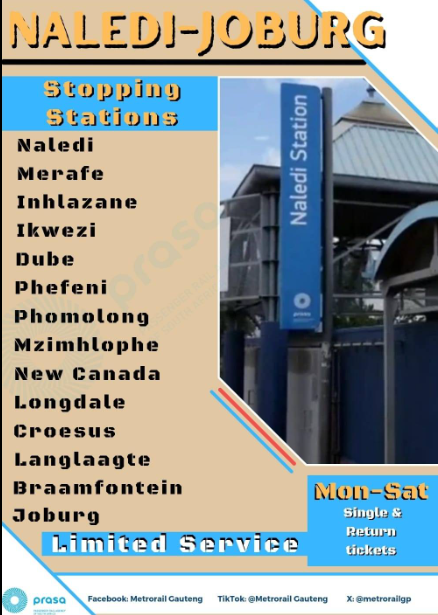 NALEDI-JOBURG
Stopping
Stations
Naledi
Merafe
Inhlazane
Ikwezi
Dube
Phefeni
Phomolong
Mzimhlophe
New Canada
Longdale
Croesus
Langlaagte
Braamfontein
Joburg
Naledi Station
prasa
Mon-Sat
Single &
Return
tickets
Limited Service
prasa
Facebook: Metrorail Gauteng TikTok: @Metrorail Gauteng X: @metrorailgp
prasa